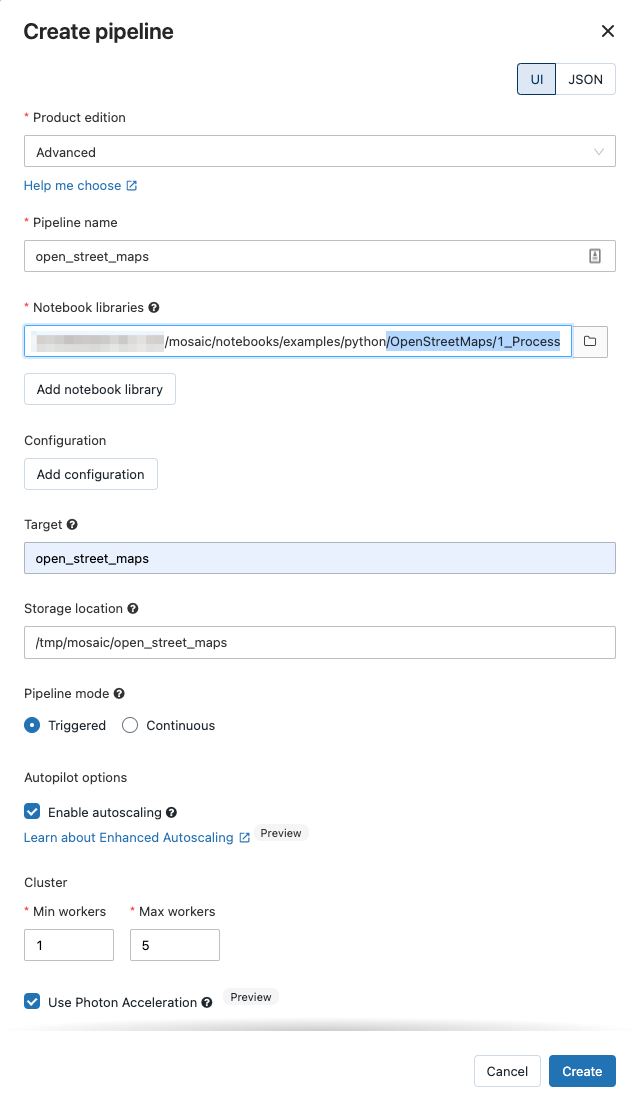 Create pipeline
UI JSON
* Product edition
Advanced
Help me choose
* Pipeline name
open_street_maps
* Notebook libraries
/mosaic/notebooks/examples/python/OpenStreetMaps/1_Process
Add notebook library
Configuration
Add configuration
Target
open_street_maps
Storage location
/tmp/mosaic/open_street_maps
Pipeline mode
Triggered Continuous
Autopilot options
Enable autoscaling
Learn about Enhanced Autoscaling Preview
Cluster
* Min workers * Max workers
1 5
Use Photon Acceleration Preview
Cancel Create